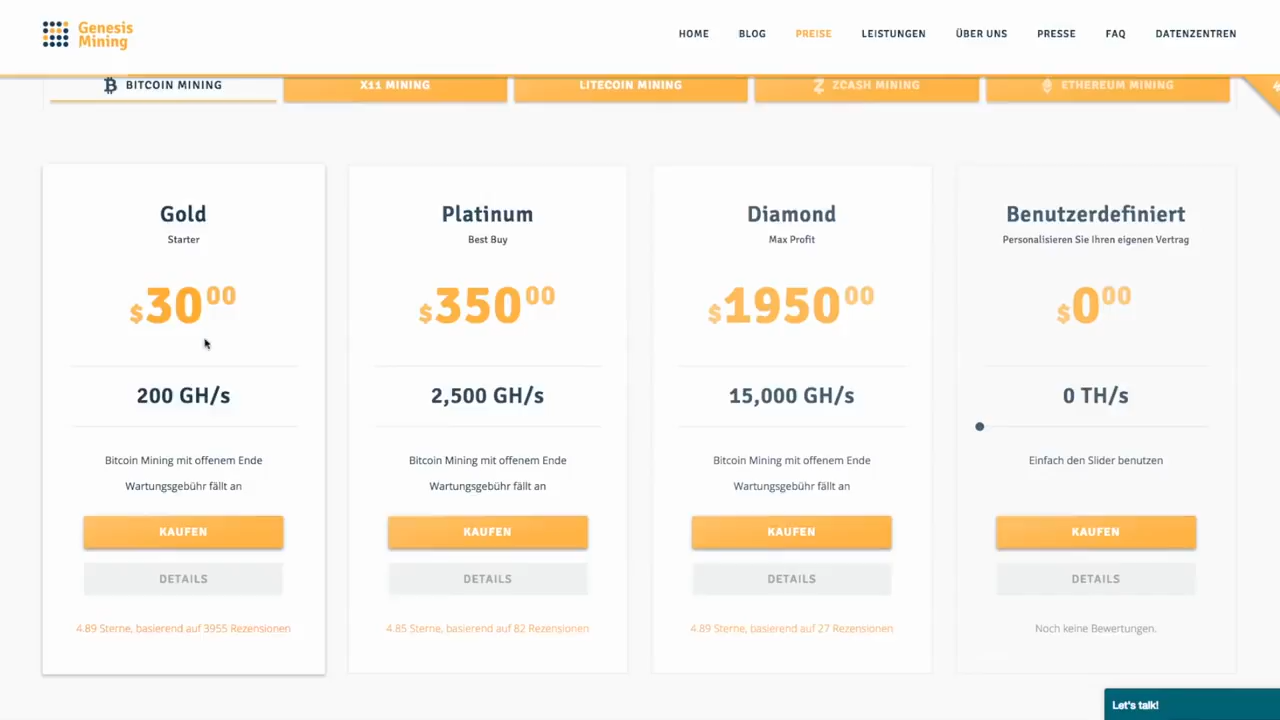 Genesis
Mining
HOME BLOG PREISE LEISTUNGEN ÜBER UNS PRESSE FAQ DATENZENTREN
BITCOIN MINING X11 MINING LITECOIN MINING ZCASH MINING ETHEREUM MINING
Gold
Starter
$30 00
200 GH/s
Bitcoin Mining mit offenem Ende
Wartungsgebühr fällt an
KAUFEN
DETAILS
4.89 Sterne, basierend auf 3955 Rezensionen
Platinum
Best Buy
$350 00
2,500 GH/s
Bitcoin Mining mit offenem Ende
Wartungsgebühr fällt an
KAUFEN
DETAILS
4.85 Sterne, basierend auf 82 Rezensionen
Diamond
Max Profit
$1950 00
15,000 GH/s
Bitcoin Mining mit offenem Ende
Wartungsgebühr fällt an
KAUFEN
DETAILS
4.89 Sterne, basierend auf 27 Rezensionen
Benutzerdefiniert
Personalisieren Sie Ihren eigenen Vertrag
$0 00
0 TH/s
Einfach den Slider benutzen
KAUFEN
DETAILS
Noch keine Bewertungen.
Let's talk!